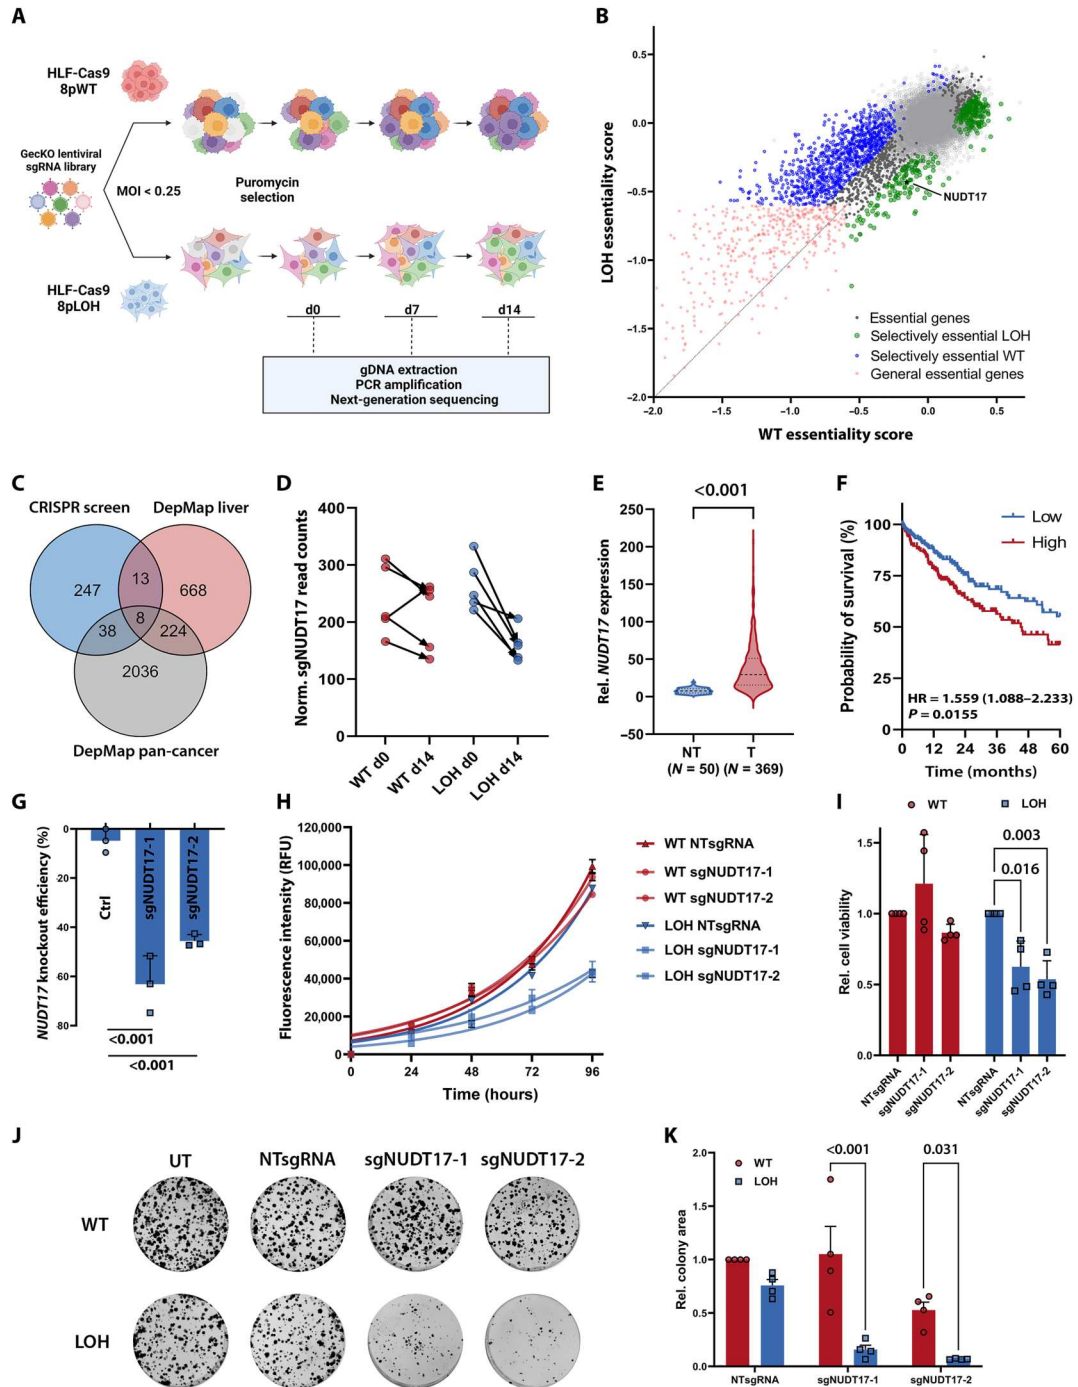 A
HLF-Cas9
8pWT
GecKO lentiviral
sgRNA library
MOI < 0.25
Puromycin
selection
HLF-Cas9
8pLOH
d0
d7
d14
gDNA extraction
PCR amplification
Next-generation sequencing
B
LOH essentiality score
0.5
0.0
−0.5
−1.0
−1.5
−2.0
NUDT17
Essential genes
Selectively essential LOH
Selectively essential WT
General essential genes
−2.0 −1.5 −1.0 −0.5 0.0 0.5
WT essentiality score
C
CRISPR screen DepMap liver
247 13 668
8
38 224
2036
DepMap pan-cancer
D
Norm. sgNUDT17 read counts
400
300
200
100
0
WT d0 WT d14 LOH d0 LOH d14
E
<0.001
Rel. NUDT17 expression
250
200
150
100
50
0
−50
NT T
(N = 50) (N = 369)
F
Probability of survival (%)
100
75
50
25
0
Low
High
HR = 1.559 (1.088–2.233)
P = 0.0155
0 12 24 36 48 60
Time (months)
G
NUDT17 knockout efficiency (%)
0
20
40
60
80
Ctrl
sgNUDT17-1
sgNUDT17-2
<0.001
<0.001
H
Fluorescence intensity (RFU)
120,000
100,000
80,000
60,000
40,000
20,000
0
0 24 48 72 96
Time (hours)
WT NTsgRNA
WT sgNUDT17-1
WT sgNUDT17-2
LOH NTsgRNA
LOH sgNUDT17-1
LOH sgNUDT17-2
I
WT LOH
Rel. cell viability
1.5
1.0
0.5
0.0
0.003
0.016
NTsgRNA sgNUDT17-1 sgNUDT17-2 NTsgRNA sgNUDT17-1 sgNUDT17-2
J
UT NTsgRNA sgNUDT17-1 sgNUDT17-2
WT
LOH
K
Rel. colony area
2.0
1.5
1.0
0.5
0.0
WT
LOH
<0.001
0.031
NTsgRNA sgNUDT17-1 sgNUDT17-2